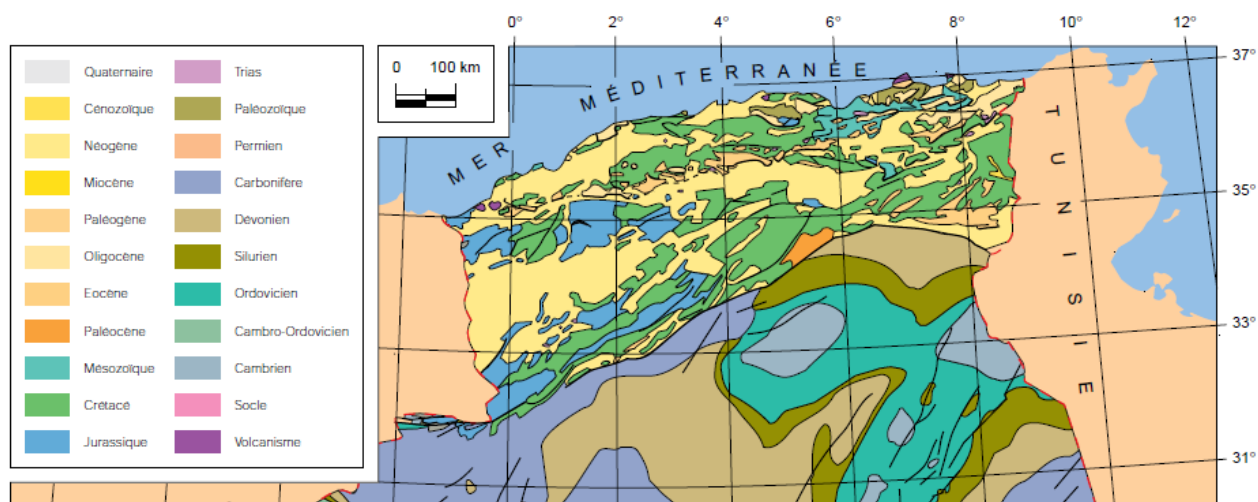 0° 2° 4° 6° 8° 10° 12°
37°
35°
33°
31°
0 100 km
MER MÉDITERRANÉE
TUNISIE
Quaternaire
Cénozoïque
Néogène
Miocène
Paléogène
Oligocène
Eocène
Paléocène
Mésozoïque
Crétacé
Jurassique
Trias
Paléozoïque
Permien
Carbonifère
Dévonien
Silurien
Ordovicien
Cambro-Ordovicien
Cambrien
Socle
Volcanisme